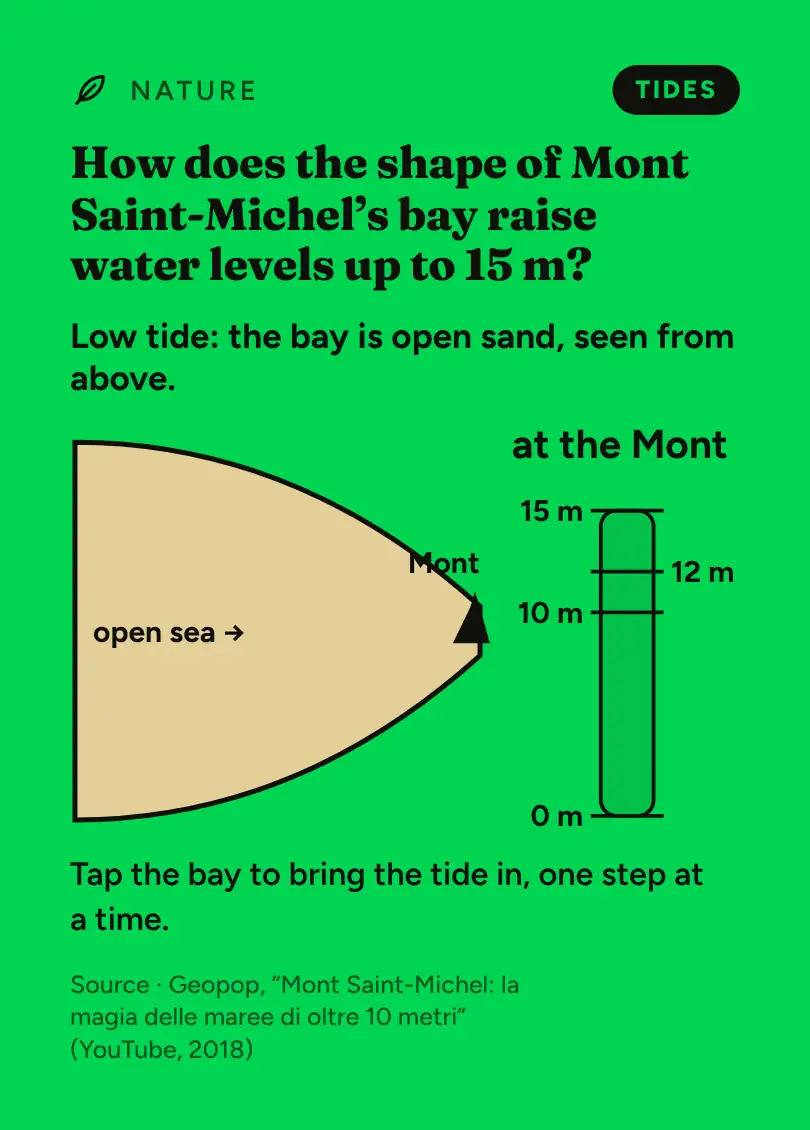 NATURE
TIDES
How does the shape of Mont
Saint-Michel’s bay raise
water levels up to 15 m?
Low tide: the bay is open sand, seen from
above.
at the Mont
15 m
Mont
12 m
10 m
open sea →
0 m
Tap the bay to bring the tide in, one step at
a time.
Source · Geopop, “Mont Saint-Michel: la
magia delle maree di oltre 10 metri”
(YouTube, 2018)